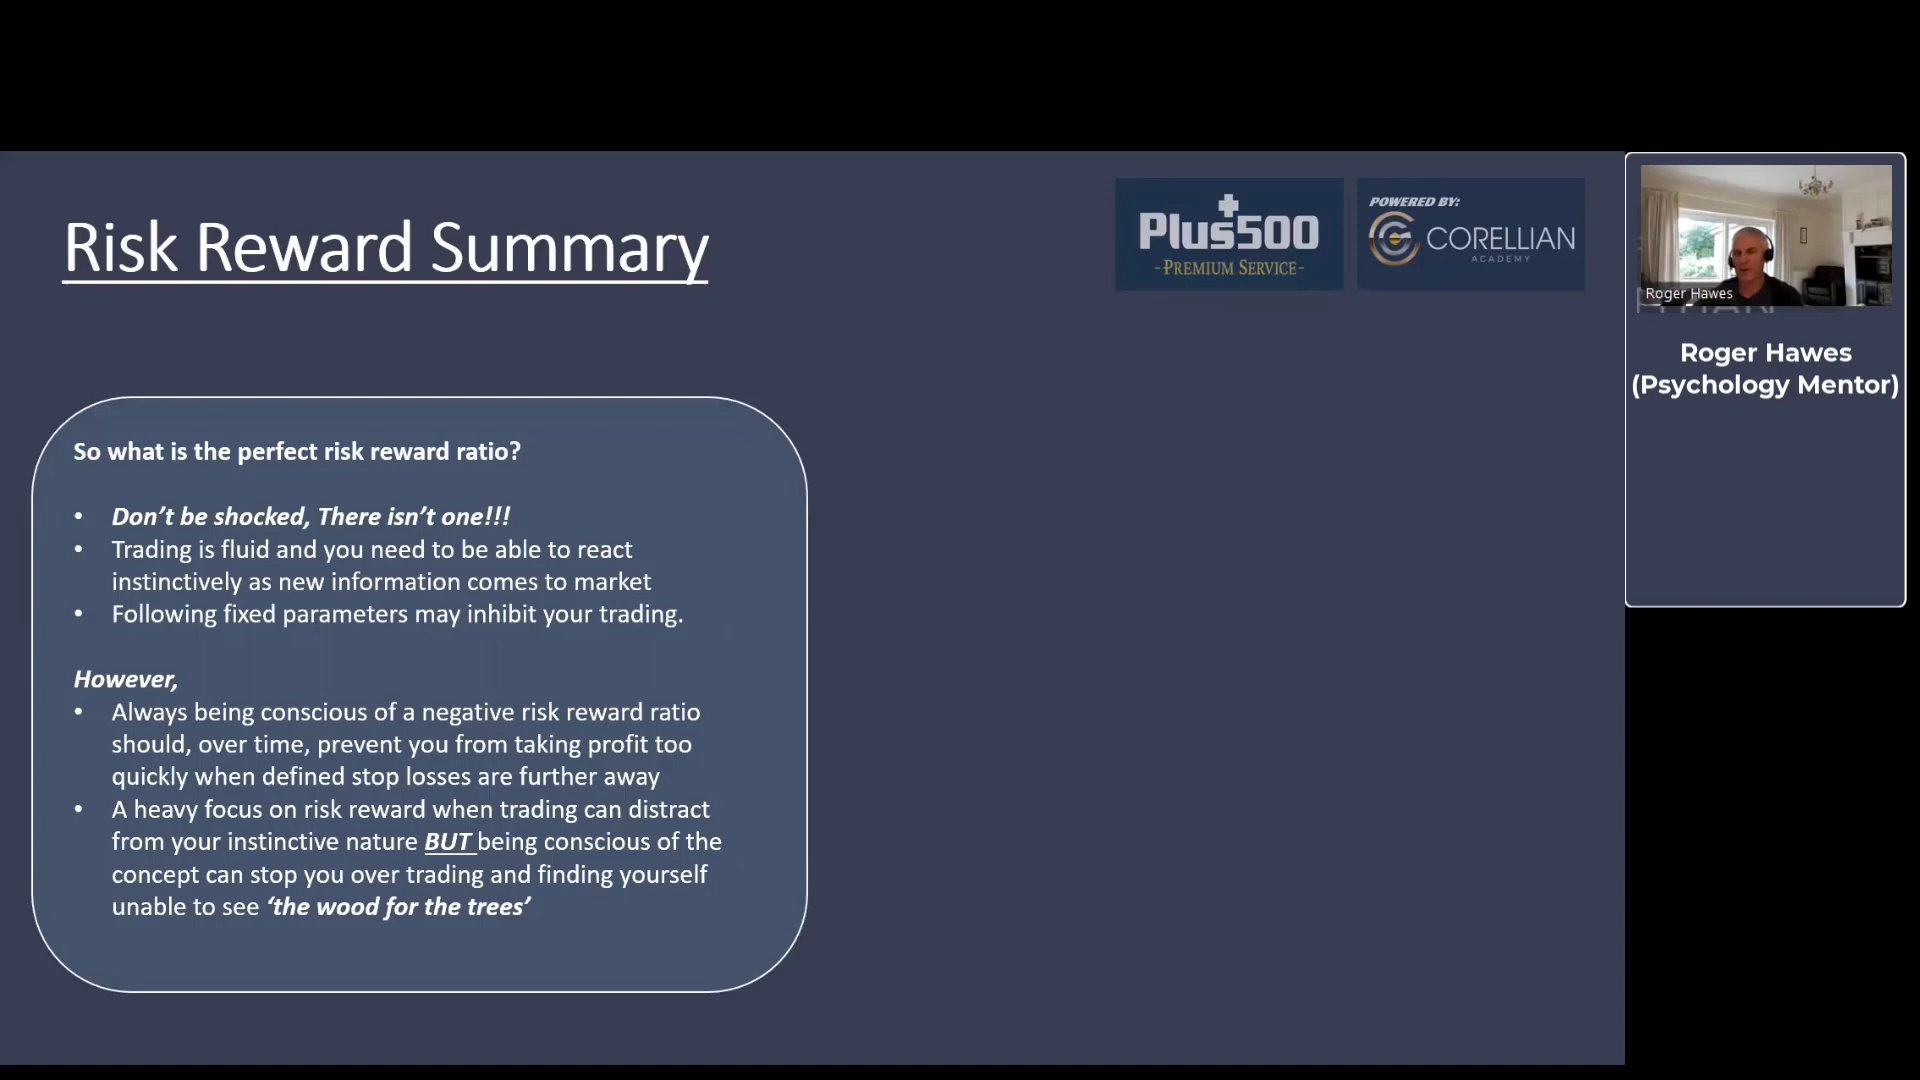 Risk Reward Summary
Plus500
-PREMIUM SERVICE-
POWERED BY:
CORELLIAN
ACADEMY
Roger Hawes
Roger Hawes
(Psychology Mentor)
So what is the perfect risk reward ratio?
• Don’t be shocked, There isn’t one!!!
• Trading is fluid and you need to be able to react
instinctively as new information comes to market
• Following fixed parameters may inhibit your trading.
However,
• Always being conscious of a negative risk reward ratio
should, over time, prevent you from taking profit too
quickly when defined stop losses are further away
• A heavy focus on risk reward when trading can distract
from your instinctive nature BUT being conscious of the
concept can stop you over trading and finding yourself
unable to see ‘the wood for the trees’